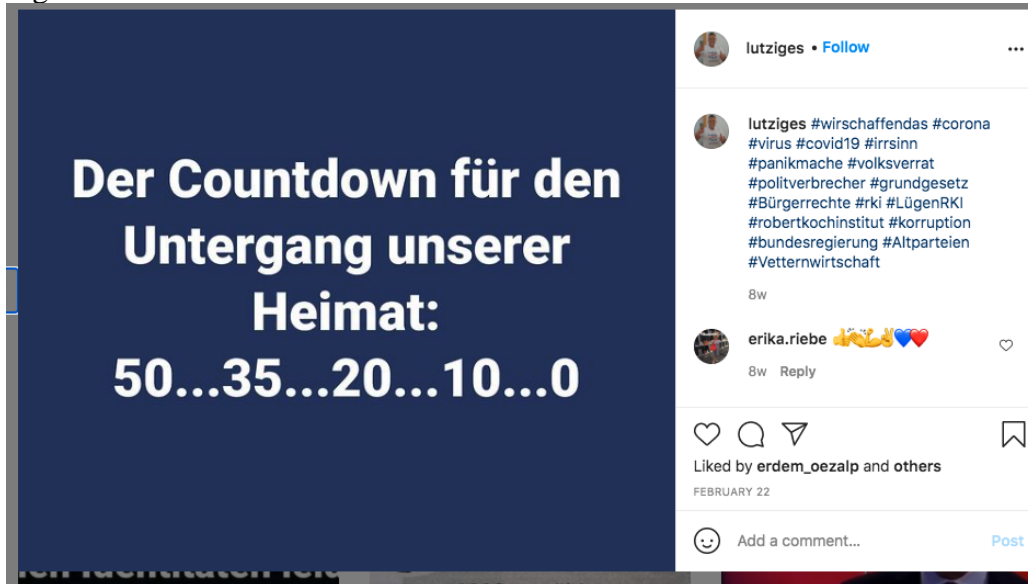 Der Countdown für den
Untergang unserer
Heimat:
50...35...20...10...0
lutziges • Follow
lutziges #wirschaffendas #corona
#virus #covid19 #irrsinn
#panikmache #volksverrat
#politverbrecher #grundgesetz
#Bürgerrechte #rki #LügenRKI
#robertkochinstitut #korruption
#bundesregierung #Altparteien
#Vetternwirtschaft
8w
erika.riebe 👍👏💪✌💙❤
8w Reply
Liked by erdem_oezalp and others
FEBRUARY 22
Add a comment... Post